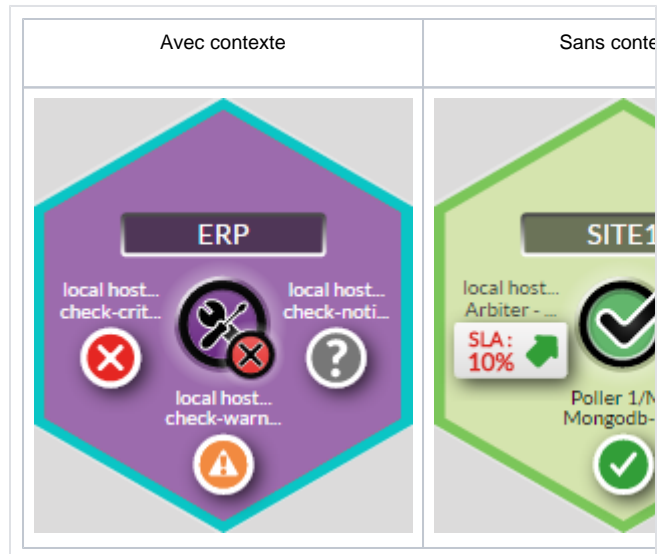 Avec contexte
Sans conte
ERP
local host...
check-crit...
local host...
check-noti...
local host...
check-warn...
SITE1
local host...
Arbiter - ...
SLA :
10%
Poller 1/
Mongodb-